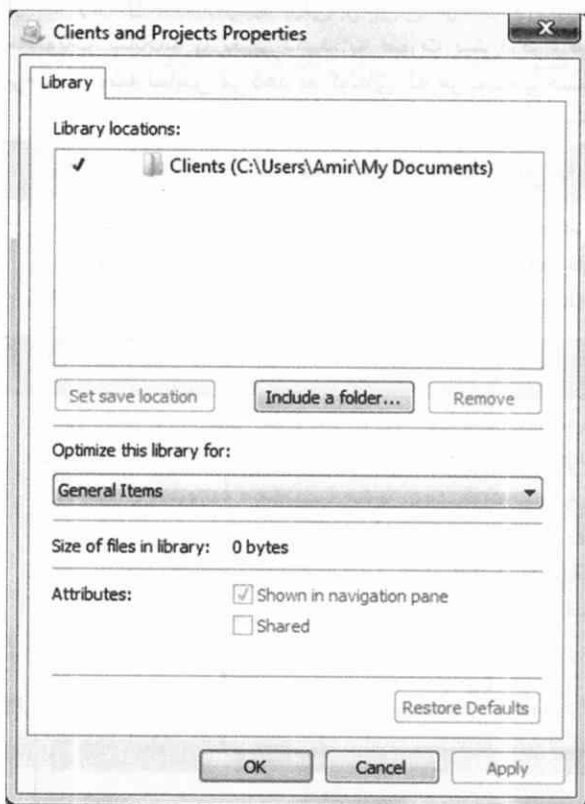 Clients and Projects Properties
Library
Library locations:
Clients (C:\Users\Amir\My Documents)
Set save location
Include a folder...
Remove
Optimize this library for:
General Items
Size of files in library: 0 bytes
Attributes:
Shown in navigation pane
Shared
Restore Defaults
OK
Cancel
Apply